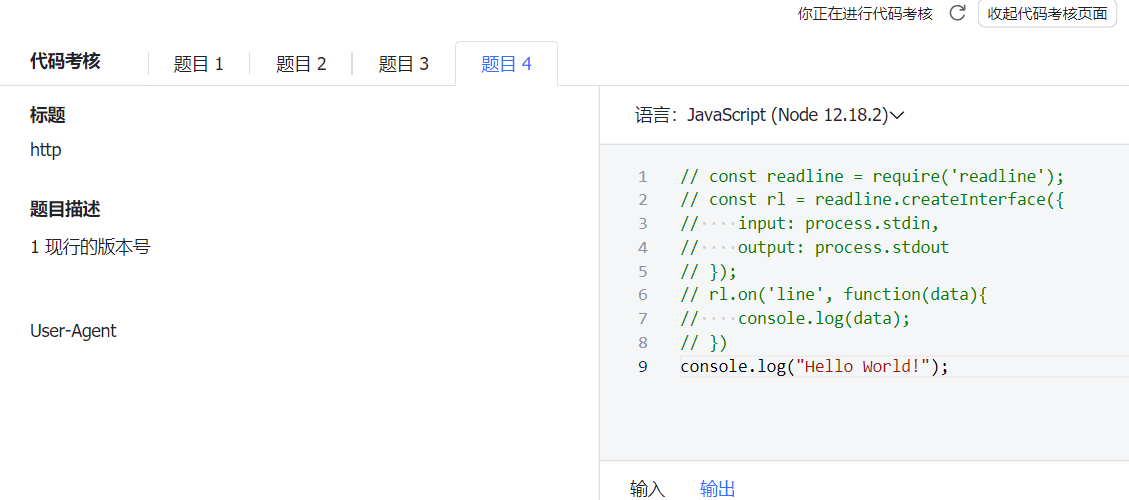 你正在进行代码考核 收起代码考核页面
代码考核 题目 1 题目 2 题目 3 题目 4
标题
http
题目描述
1 现行的版本号
User-Agent
语言：JavaScript (Node 12.18.2)
1 // const readline = require('readline');
2 // const rl = readline.createInterface({
3 //····input: process.stdin,
4 //····output: process.stdout
5 // });
6 // rl.on('line', function(data){
7 //····console.log(data);
8 // })
9 console.log("Hello World!");
输入 输出